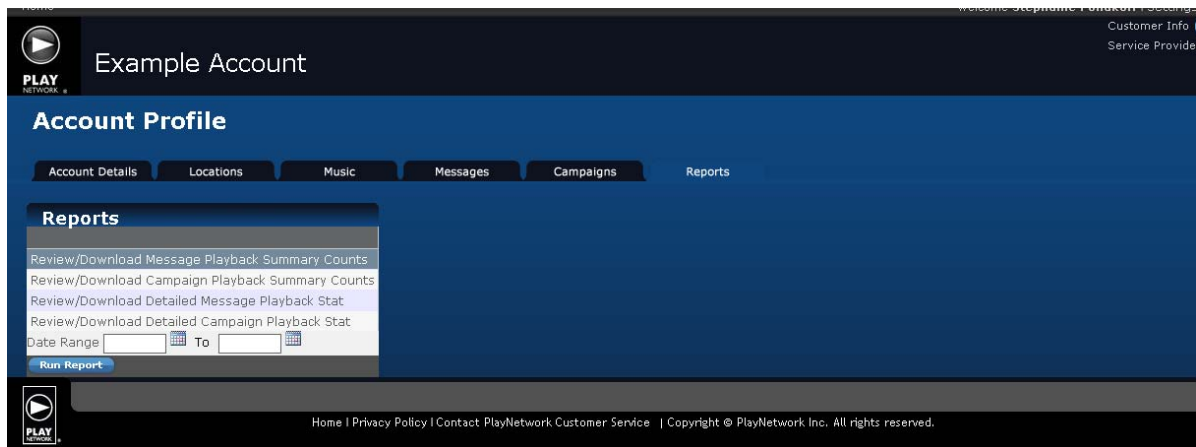 Home
Welcome Stephanie
Customer Info
Service Provide
PLAY
NETWORK ®
Example Account
Account Profile
Account Details Locations Music Messages Campaigns Reports
Reports
Review/Download Message Playback Summary Counts
Review/Download Campaign Playback Summary Counts
Review/Download Detailed Message Playback Stat
Review/Download Detailed Campaign Playback Stat
Date Range To
Run Report
PLAY
NETWORK ®
Home | Privacy Policy | Contact PlayNetwork Customer Service | Copyright © PlayNetwork Inc. All rights reserved.